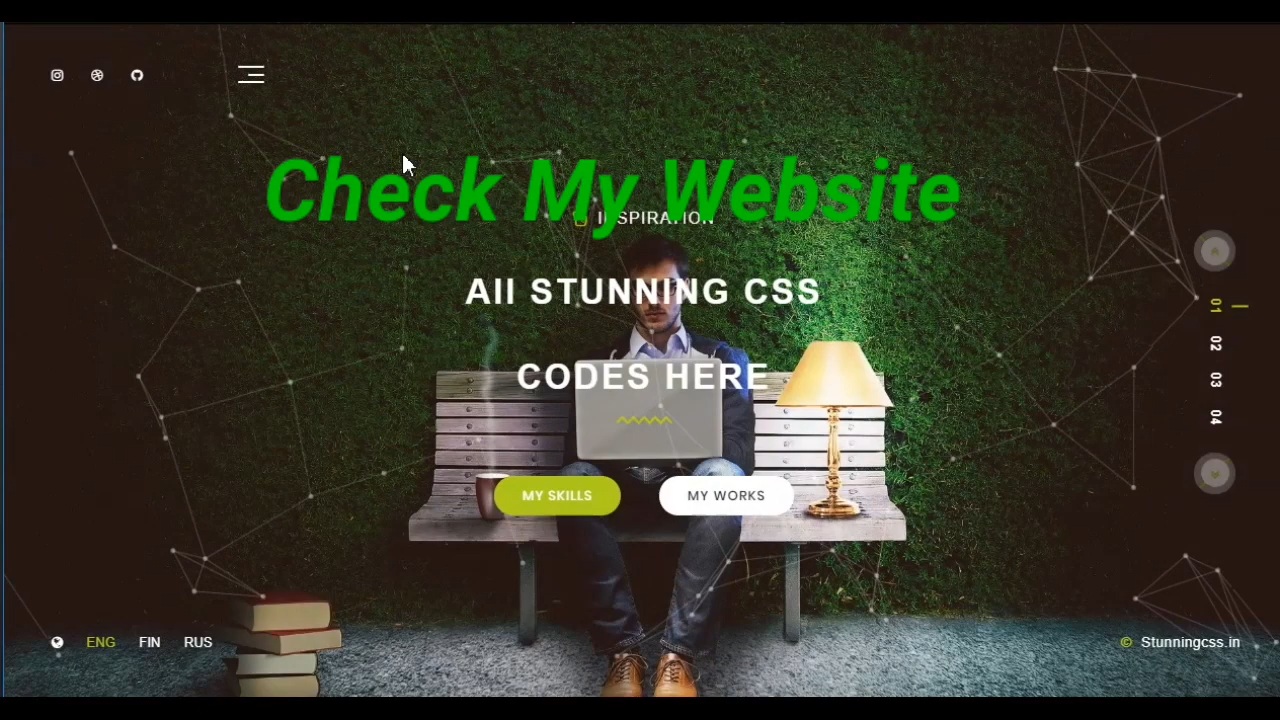 Check My Website
INSPIRATION
All STUNNING CSS
CODES HERE
MY SKILLS
MY WORKS
01
02
03
04
ENG FIN RUS
© Stunningcss.in